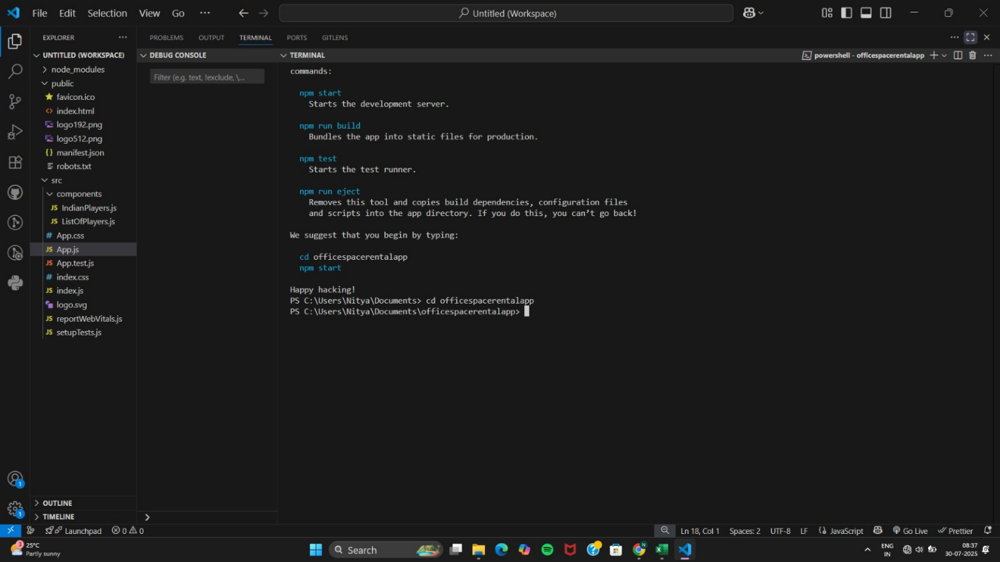 File Edit Selection View Go ··· Untitled (Workspace)
EXPLORER ··· PROBLEMS OUTPUT TERMINAL PORTS GITLENS ···
UNTITLED (WORKSPACE) DEBUG CONSOLE TERMINAL powershell - officespacerentalapp
node_modules
public
favicon.ico
index.html
logo192.png
logo512.png
manifest.json
robots.txt
src
components
IndianPlayers.js
ListOfPlayers.js
App.css
App.js
App.test.js
index.css
index.js
logo.svg
reportWebVitals.js
setupTests.js
OUTLINE
TIMELINE
Filter (e.g. text, !exclude, \...
commands:
npm start
Starts the development server.
npm run build
Bundles the app into static files for production.
npm test
Starts the test runner.
npm run eject
Removes this tool and copies build dependencies, configuration files
and scripts into the app directory. If you do this, you can’t go back!
We suggest that you begin by typing:
cd officespacerentalapp
npm start
Happy hacking!
PS C:\Users\Nitya\Documents> cd officespacerentalapp
PS C:\Users\Nitya\Documents\officespacerentalapp>
1
1
Launchpad 0 0 Ln 18, Col 1 Spaces: 2 UTF-8 LF JavaScript Go Live Prettier
3 25°C
Partly sunny
Search
N
ENG
IN
08:37
30-07-2025